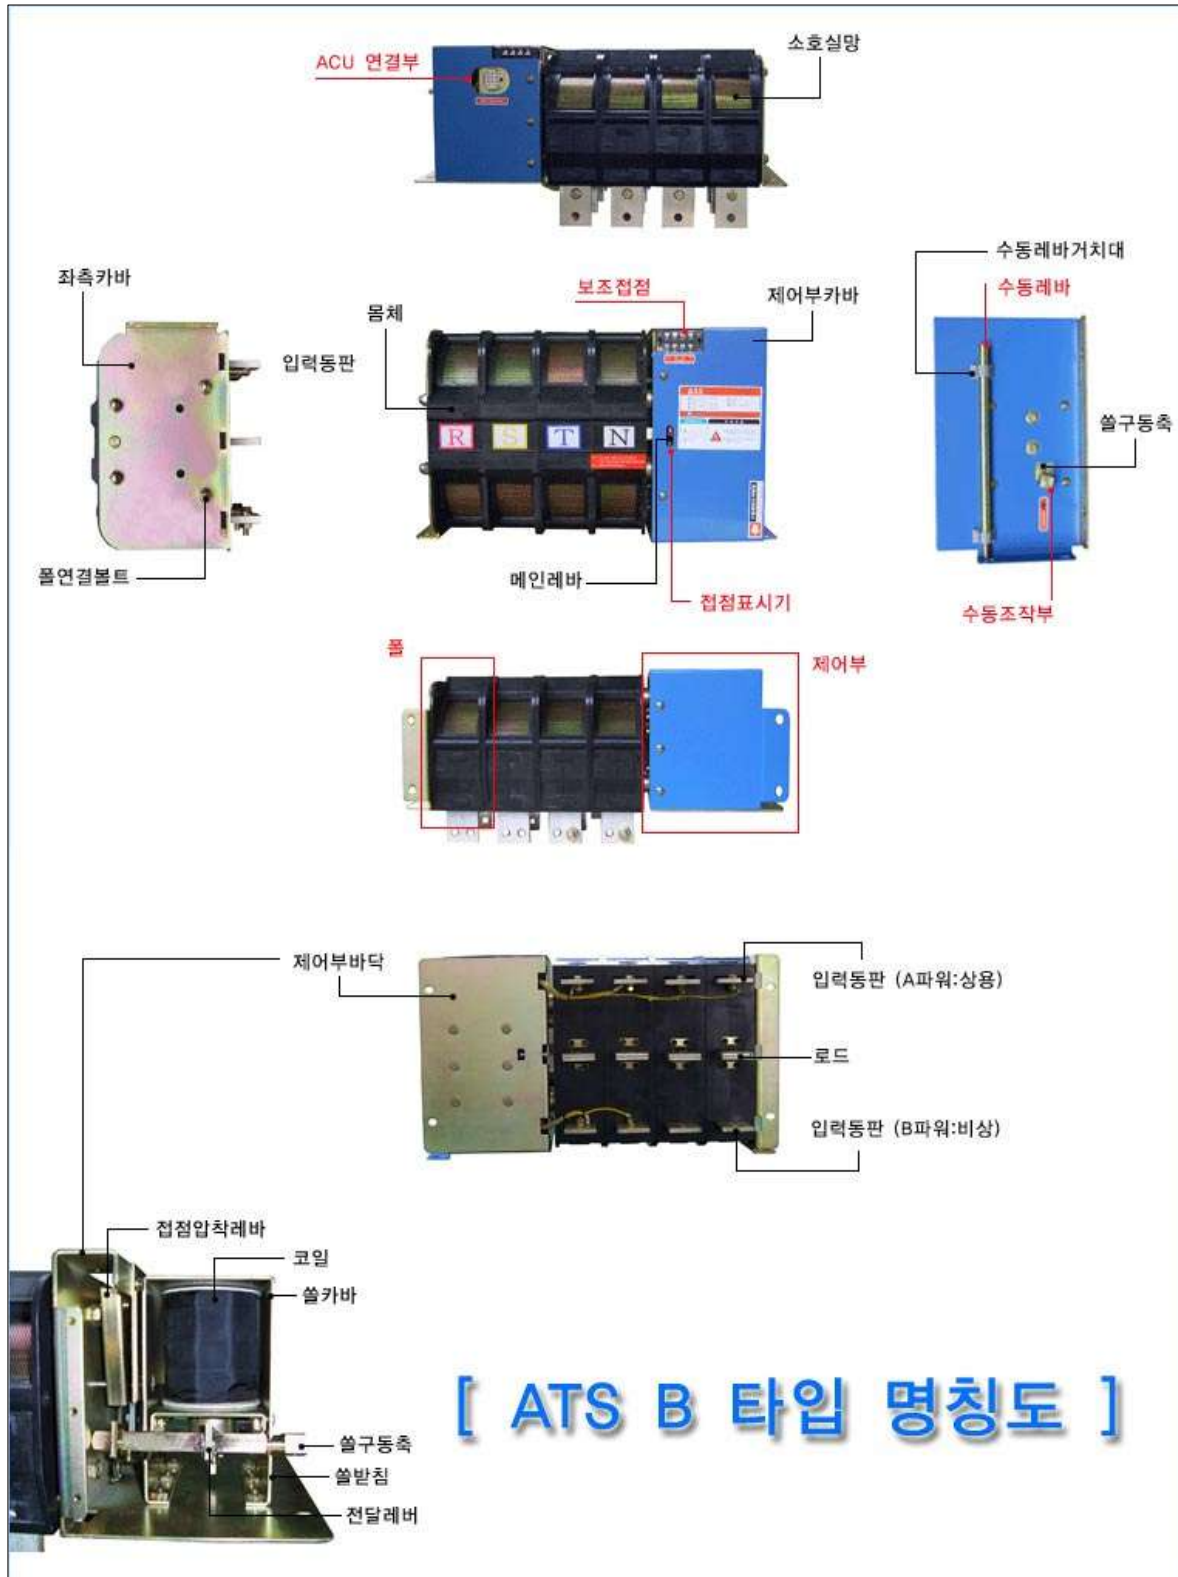 소호실망
ACU 연결부
수동레바거치대
좌측카바
보조접점
제어부카바
수동레바
몸체
입력동판
쏠구동축
R S T N
폴연결볼트
메인레바
접점표시기
수동조작부
폴
제어부
제어부바닥
입력동판 (A파워:상용)
로드
입력동판 (B파워:비상)
접점압착레바
코일
쏠카바
[ ATS B 타입 명칭도 ]
쏠구동축
쏠받침
전달레버